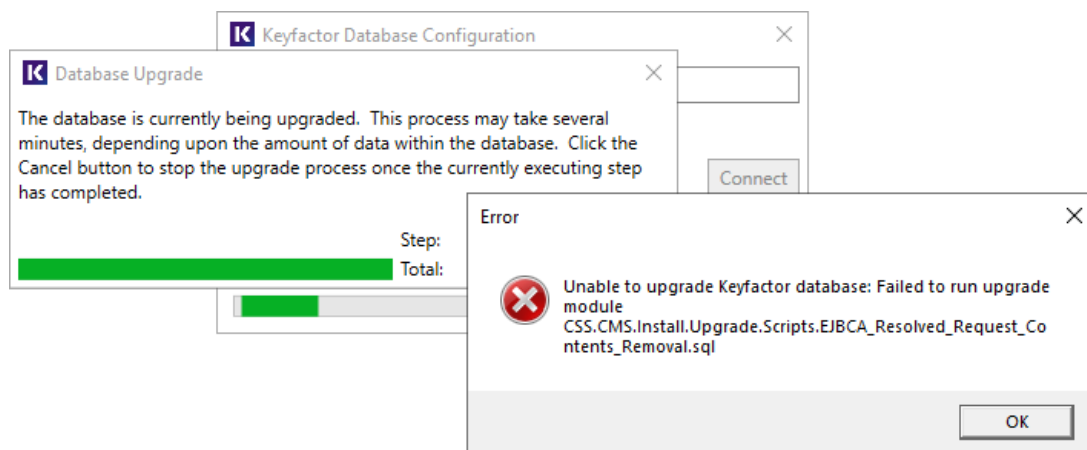 Keyfactor Database Configuration
Database Upgrade
The database is currently being upgraded.  This process may take several
minutes, depending upon the amount of data within the database.  Click the
Cancel button to stop the upgrade process once the currently executing step
has completed.
Connect
Step:
Total:
Error
Unable to upgrade Keyfactor database: Failed to run upgrade
module
CSS.CMS.Install.Upgrade.Scripts.EJBCA_Resolved_Request_Co
ntents_Removal.sql
OK